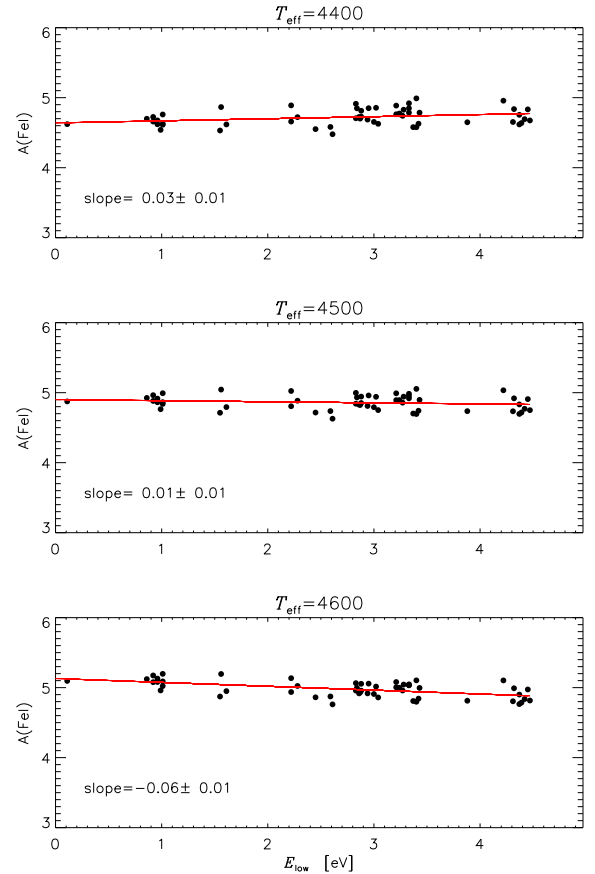 T_eff=4400
6
5
4
3
A(FeI)
slope= 0.03± 0.01
0 1 2 3 4
T_eff=4500
6
5
4
3
A(FeI)
slope= 0.01± 0.01
0 1 2 3 4
T_eff=4600
6
5
4
3
A(FeI)
slope=−0.06± 0.01
0 1 2 3 4
E_low [eV]